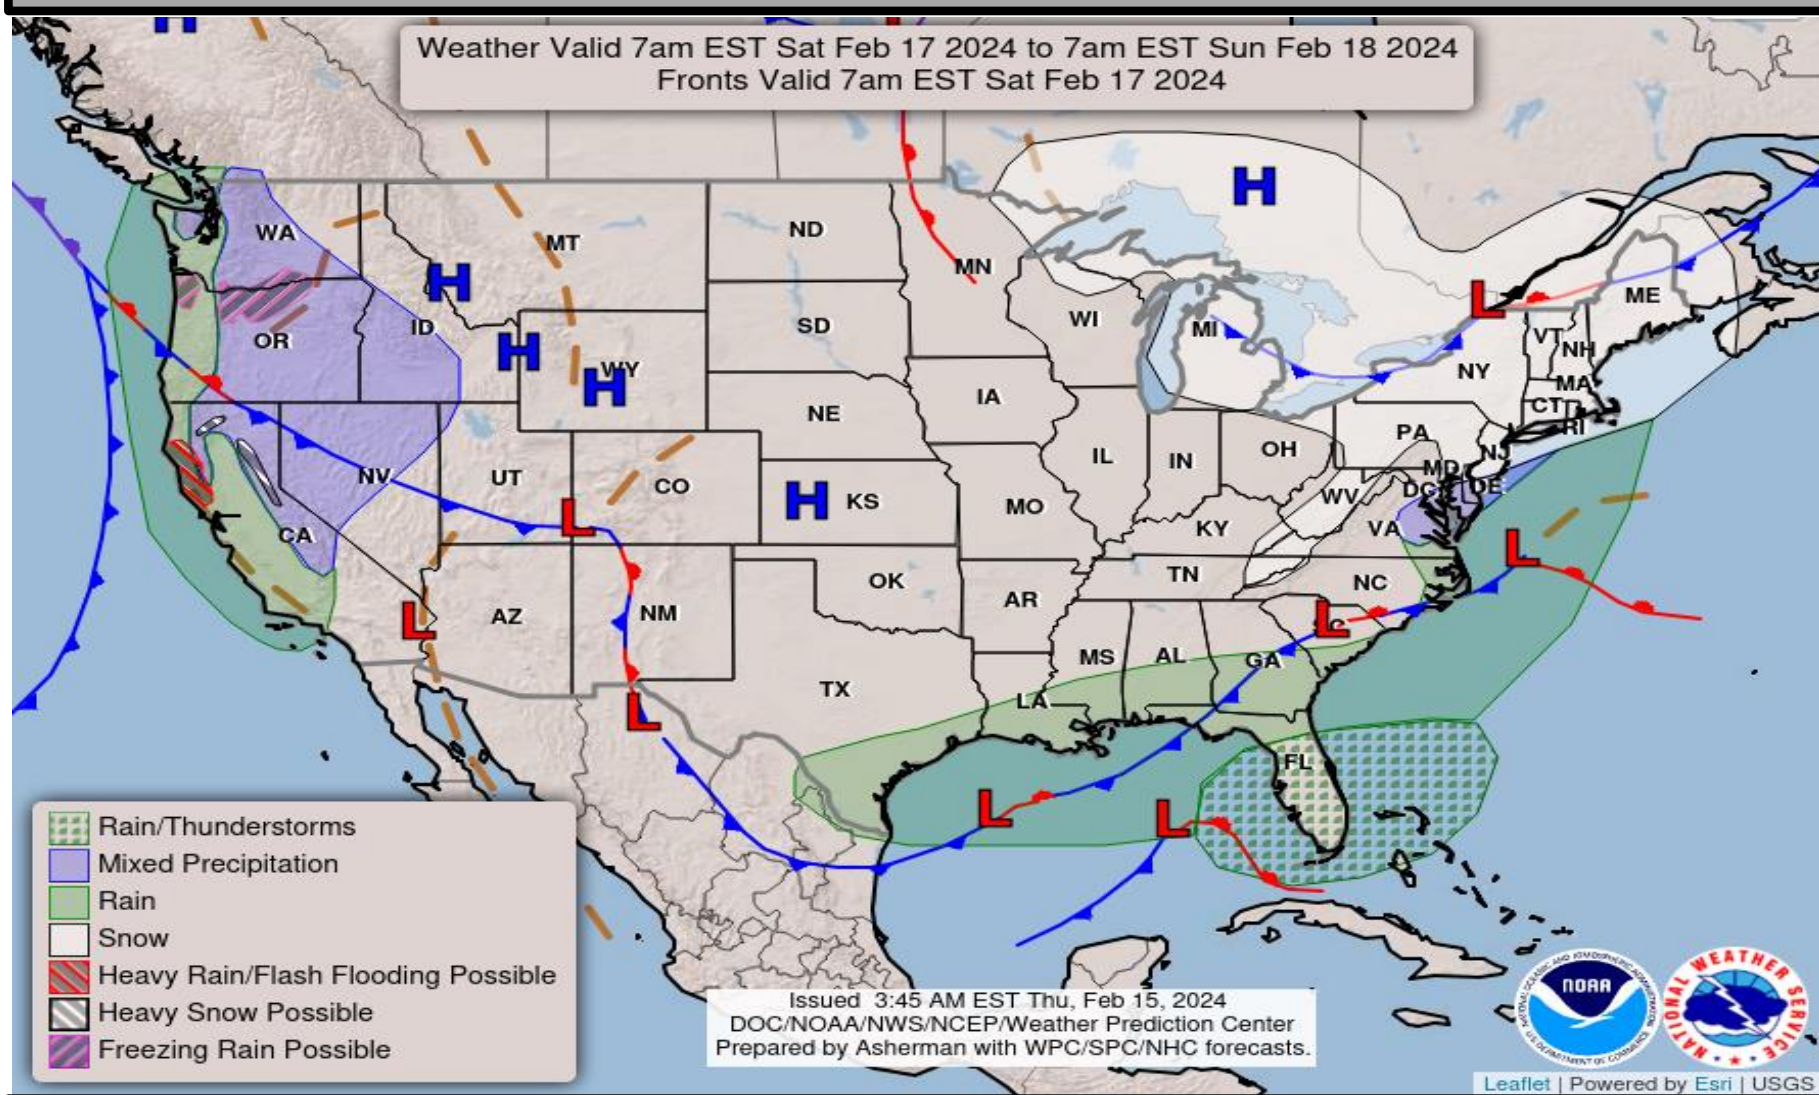 Weather Valid 7am EST Sat Feb 17 2024 to 7am EST Sun Feb 18 2024
Fronts Valid 7am EST Sat Feb 17 2024
H
L
H
WA
MT
ND
MN
H
ID
OR
H
H
WY
SD
WI
MI
L
ME
VT
NH
NY
MA
CT
RI
NE
IA
PA
NJ
NV
UT
CO
H
KS
IL
IN
OH
MD
DE
DC
WV
VA
CA
L
MO
KY
L
AZ
NM
OK
AR
TN
NC
L
L
SC
MS
AL
GA
L
TX
LA
L
L
FL
Rain/Thunderstorms
Mixed Precipitation
Rain
Snow
Heavy Rain/Flash Flooding Possible
Heavy Snow Possible
Freezing Rain Possible
Issued 3:45 AM EST Thu, Feb 15, 2024
DOC/NOAA/NWS/NCEP/Weather Prediction Center
Prepared by Asherman with WPC/SPC/NHC forecasts.
NOAA
NATIONAL WEATHER SERVICE
Leaflet | Powered by Esri | USGS